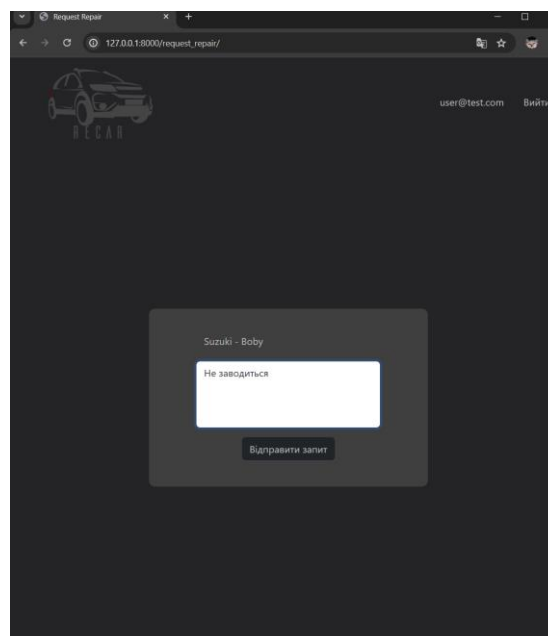 Request Repair
127.0.0.1:8000/request_repair/
RECAR
user@test.com Вийти
Suzuki - Boby
Не заводиться
Відправити запит